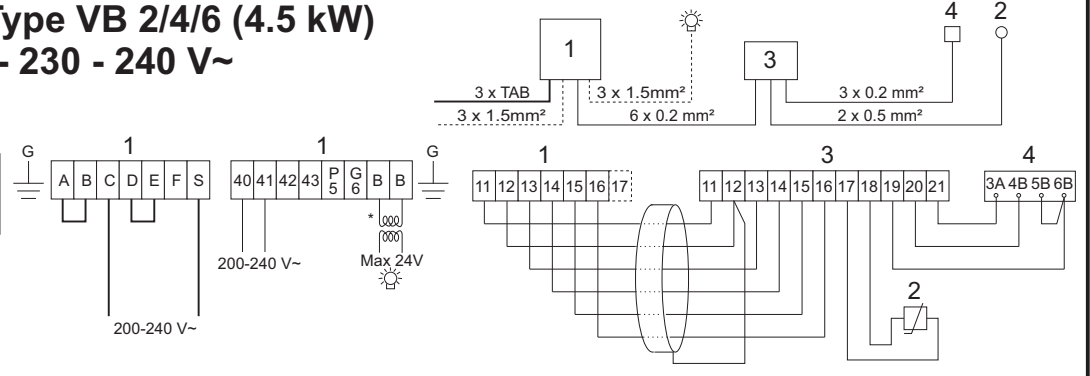 Type VB 2/4/6 (4.5 kW)
- 230 - 240 V~
1
3
4 2
3 x TAB
3 x 1.5mm²
3 x 1.5mm²
6 x 0.2 mm²
3 x 0.2 mm²
2 x 0.5 mm²
G
1
A B C D E F S
200-240 V~
1
40 41 42 43 P5 G6 B B
G
200-240 V~
*
Max 24V
1
11 12 13 14 15 16 17
3
11 12 13 14 15 16 17 18 19 20 21
4
3A 4B 5B 6B
2